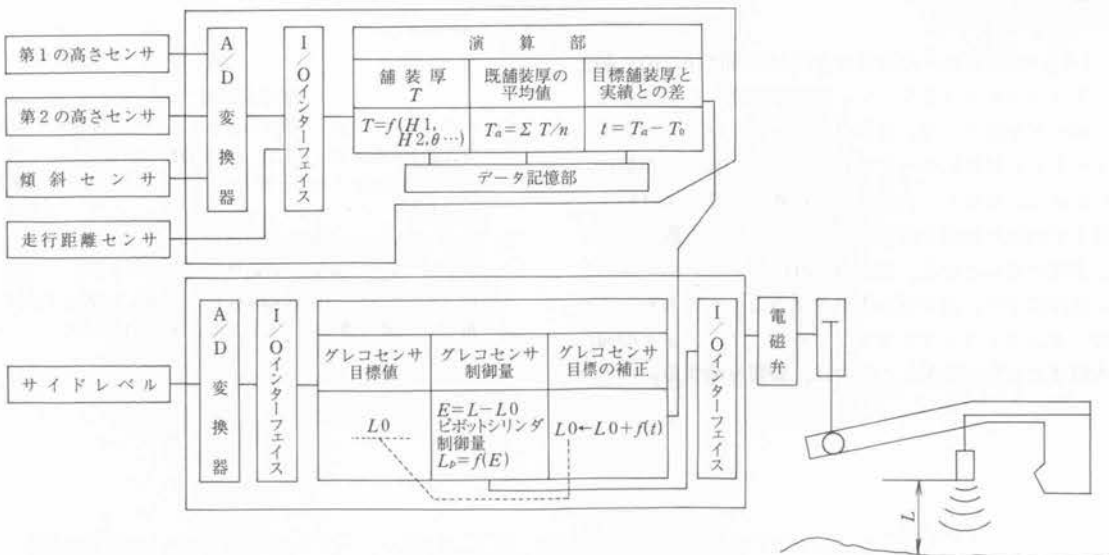 第1の高さセンサ
第2の高さセンサ
傾斜センサ
走行距離センサ
A/D変換器
I/Oインターフェイス
演算部
舗装厚
T
既舗装厚の
平均値
目標舗装厚と
実績との差
T=f(H1,
H2,θ…)
Ta=Σ T/n
t=Ta−T0
データ記憶部
サイドレベル
A/D変換器
I/Oインターフェイス
グレコセンサ
目標値
グレコセンサ
制御量
グレコセンサ
目標の補正
L0
E=L−L0
ピボットシリンダ
制御量
Lp=f(E)
L0←L0+f(t)
I/Oインターフェイス
電磁弁
L